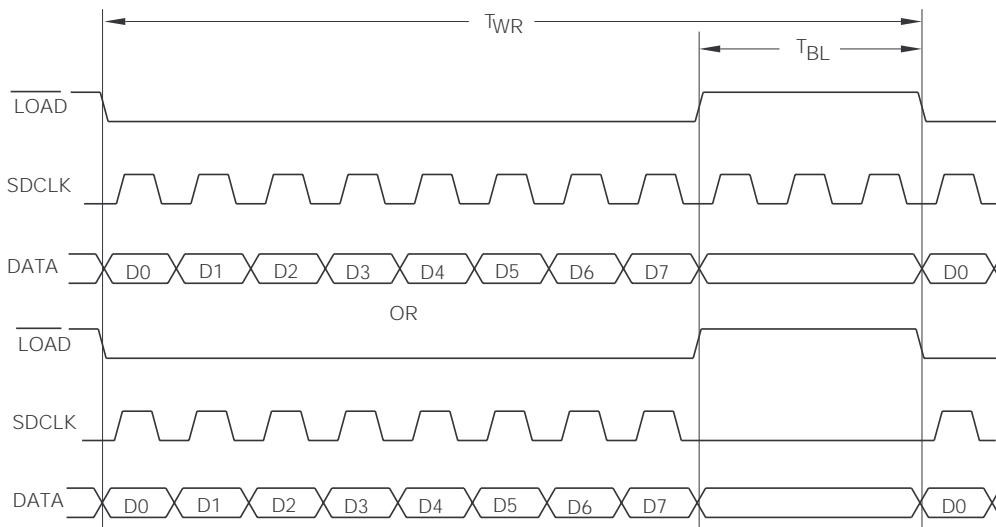 TWR
TBL
LOAD
SDCLK
DATA D0 D1 D2 D3 D4 D5 D6 D7 D0
OR
LOAD
SDCLK
DATA D0 D1 D2 D3 D4 D5 D6 D7 D0